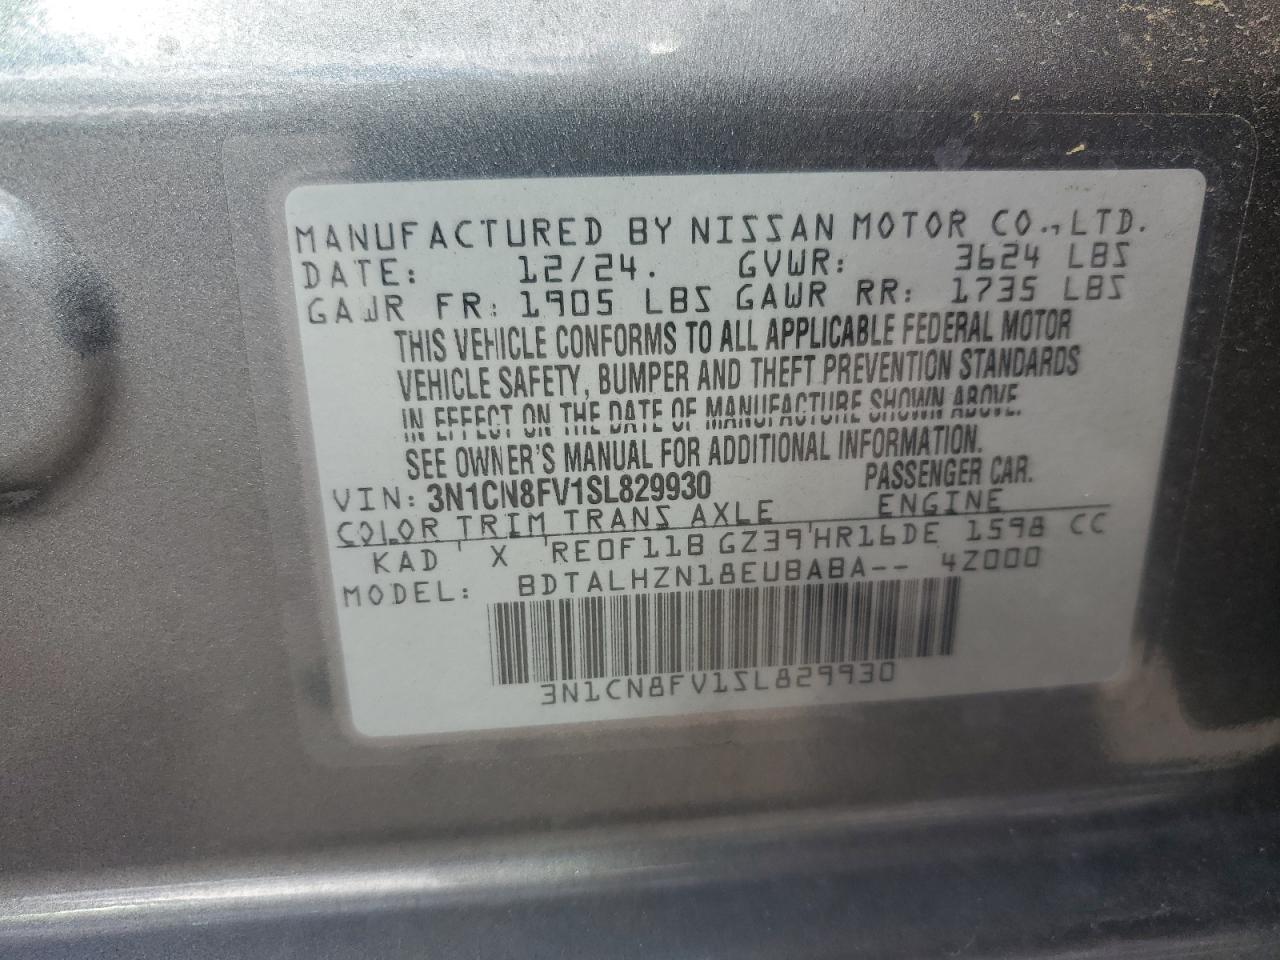 MANUFACTURED BY NISSAN MOTOR CO., LTD.
DATE: 12/24. GVWR: 3624 LBS
GAWR FR: 1905 LBS GAWR RR: 1735 LBS
THIS VEHICLE CONFORMS TO ALL APPLICABLE FEDERAL MOTOR
VEHICLE SAFETY, BUMPER AND THEFT PREVENTION STANDARDS
IN EFFECT ON THE DATE OF MANUFACTURE SHOWN ABOVE.
SEE OWNER'S MANUAL FOR ADDITIONAL INFORMATION.
VIN: 3N1CN8FV1SL829930 PASSENGER CAR.
COLOR TRIM TRANS AXLE ENGINE
KAD X RE0F11B GZ39 HR16DE 1598 CC
MODEL: BDTALHZN18EUBABA-- 4Z000
3N1CN8FV1SL829930